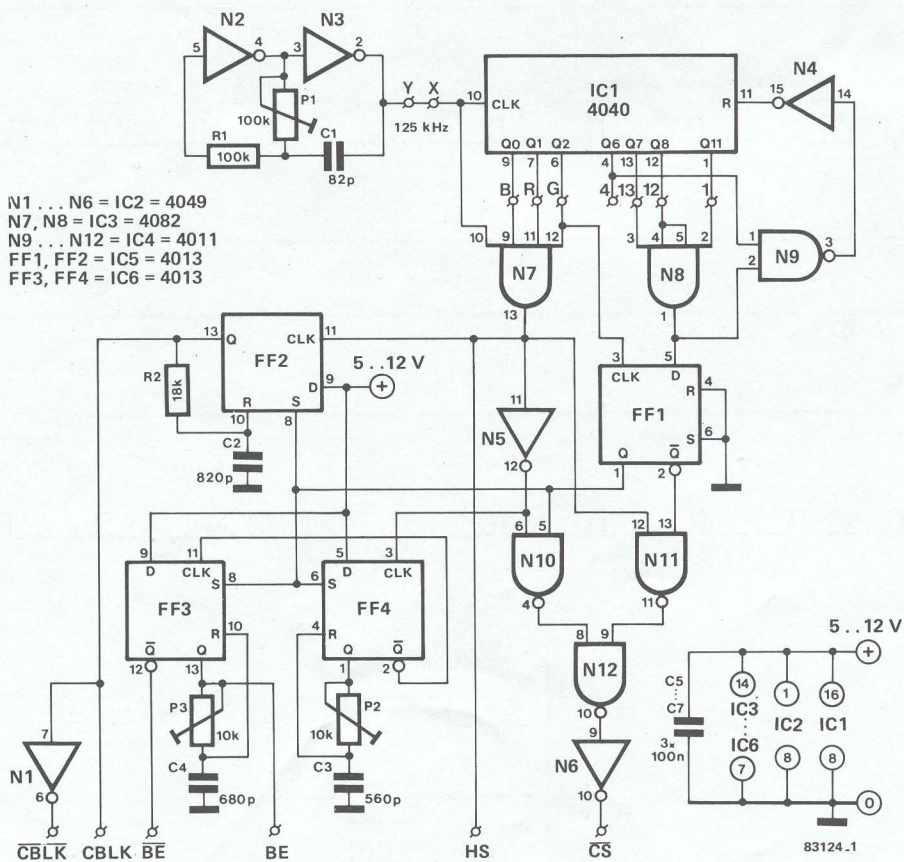 N2
N3
5
4
3
2
P1
100k
R1
100k
C1
82p
Y X
125 kHz
IC1
4040
10
CLK
R
11
15
N4
14
Q0 Q1 Q2 Q6 Q7 Q8 Q11
9 7 6 4 13 12 1
B R G 4 13 12 1
10 9 11 12
N7
13
3 4 5 2
N8
1
1
2
N9
3
N1 . . . N6 = IC2 = 4049
N7, N8 = IC3 = 4082
N9 . . . N12 = IC4 = 4011
FF1, FF2 = IC5 = 4013
FF3, FF4 = IC6 = 4013
13
Q
CLK
11
FF2
D
9
5 . . 12 V
+
R
S
10
8
R2
18k
C2
820p
11
N5
12
3
5
CLK
D
R
4
FF1
S
6
Q
Q̅
1
2
9
11
D
CLK
S
8
FF3
R
10
Q̅
Q
12
13
5
3
D
CLK
6
S
FF4
4
R
Q
Q̅
1
2
6
5
N10
4
12
13
N11
11
8
9
N12
10
9
N6
10
P3
10k
C4
680p
P2
10k
C3
560p
7
N1
6
5 . . 12 V
+
C5
⋮
C7
3x
100n
14
IC3
⋮
IC6
7
1
IC2
8
16
IC1
8
0
C̅B̅L̅K̅ CBLK B̅E̅ BE HS C̅S̅
83124_1